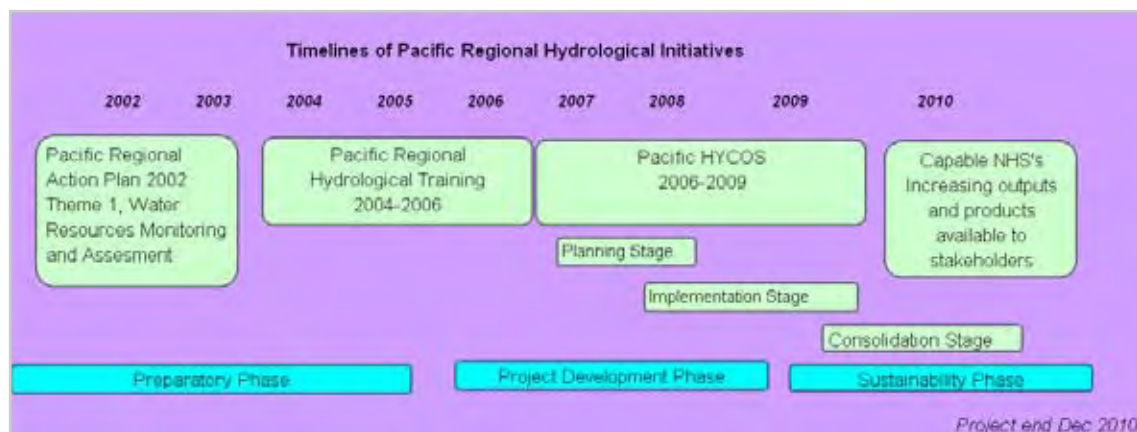 Timelines of Pacific Regional Hydrological Initiatives
2002 2003 2004 2005 2006 2007 2008 2009 2010
Pacific Regional
Action Plan 2002
Theme 1, Water
Resources Monitoring
and Assesment
Pacific Regional
Hydrological Training
2004-2006
Pacific HYCOS
2006-2009
Capable NHS's
Increasing outputs
and products
available to
stakeholders
Planning Stage
Implementation Stage
Consolidation Stage
Preparatory Phase
Project Development Phase
Sustainability Phase
Project end Dec 2010